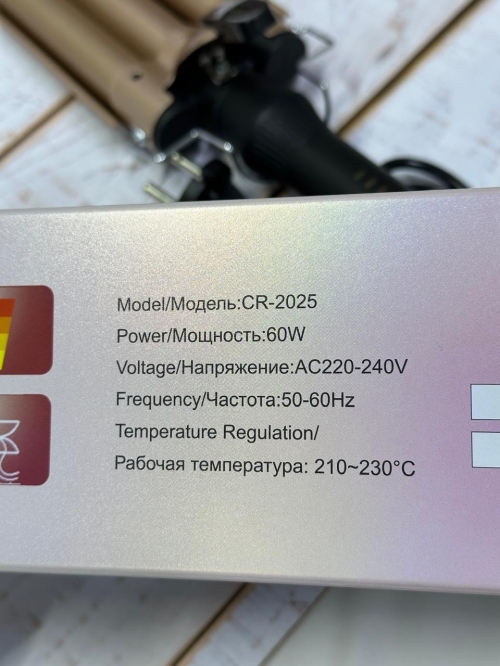 Model/Модель:CR-2025
Power/Мощность:60W
Voltage/Напряжение:AC220-240V
Frequency/Частота:50-60Hz
Temperature Regulation/
Рабочая температура: 210~230°C